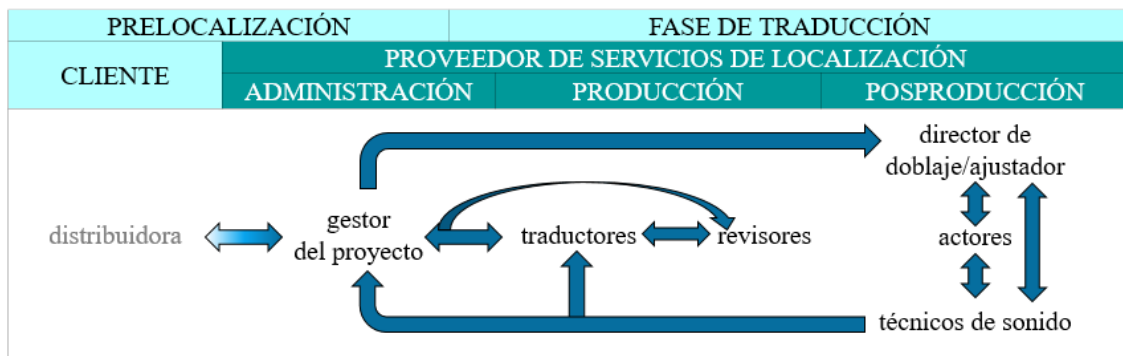 PRELOCALIZACIÓN FASE DE TRADUCCIÓN
CLIENTE
PROVEEDOR DE SERVICIOS DE LOCALIZACIÓN
ADMINISTRACIÓN PRODUCCIÓN POSPRODUCCIÓN
director de
doblaje/ajustador
distribuidora
gestor
del proyecto
traductores
revisores
actores
técnicos de sonido